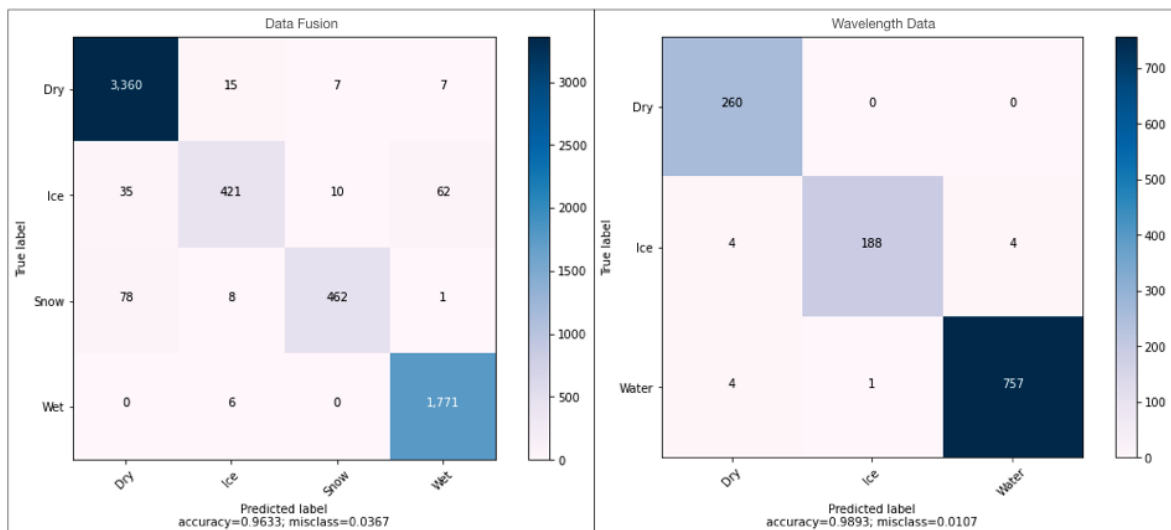 Data Fusion
Dry 3,360 15 7 7
Ice 35 421 10 62
Snow 78 8 462 1
Wet 0 6 0 1,771
True label
Dry Ice Snow Wet
Predicted label
accuracy=0.9633; misclass=0.0367
3000
2500
2000
1500
1000
500
0
Wavelength Data
Dry 260 0 0
Ice 4 188 4
Water 4 1 757
True label
Dry Ice Water
Predicted label
accuracy=0.9893; misclass=0.0107
700
600
500
400
300
200
100
0